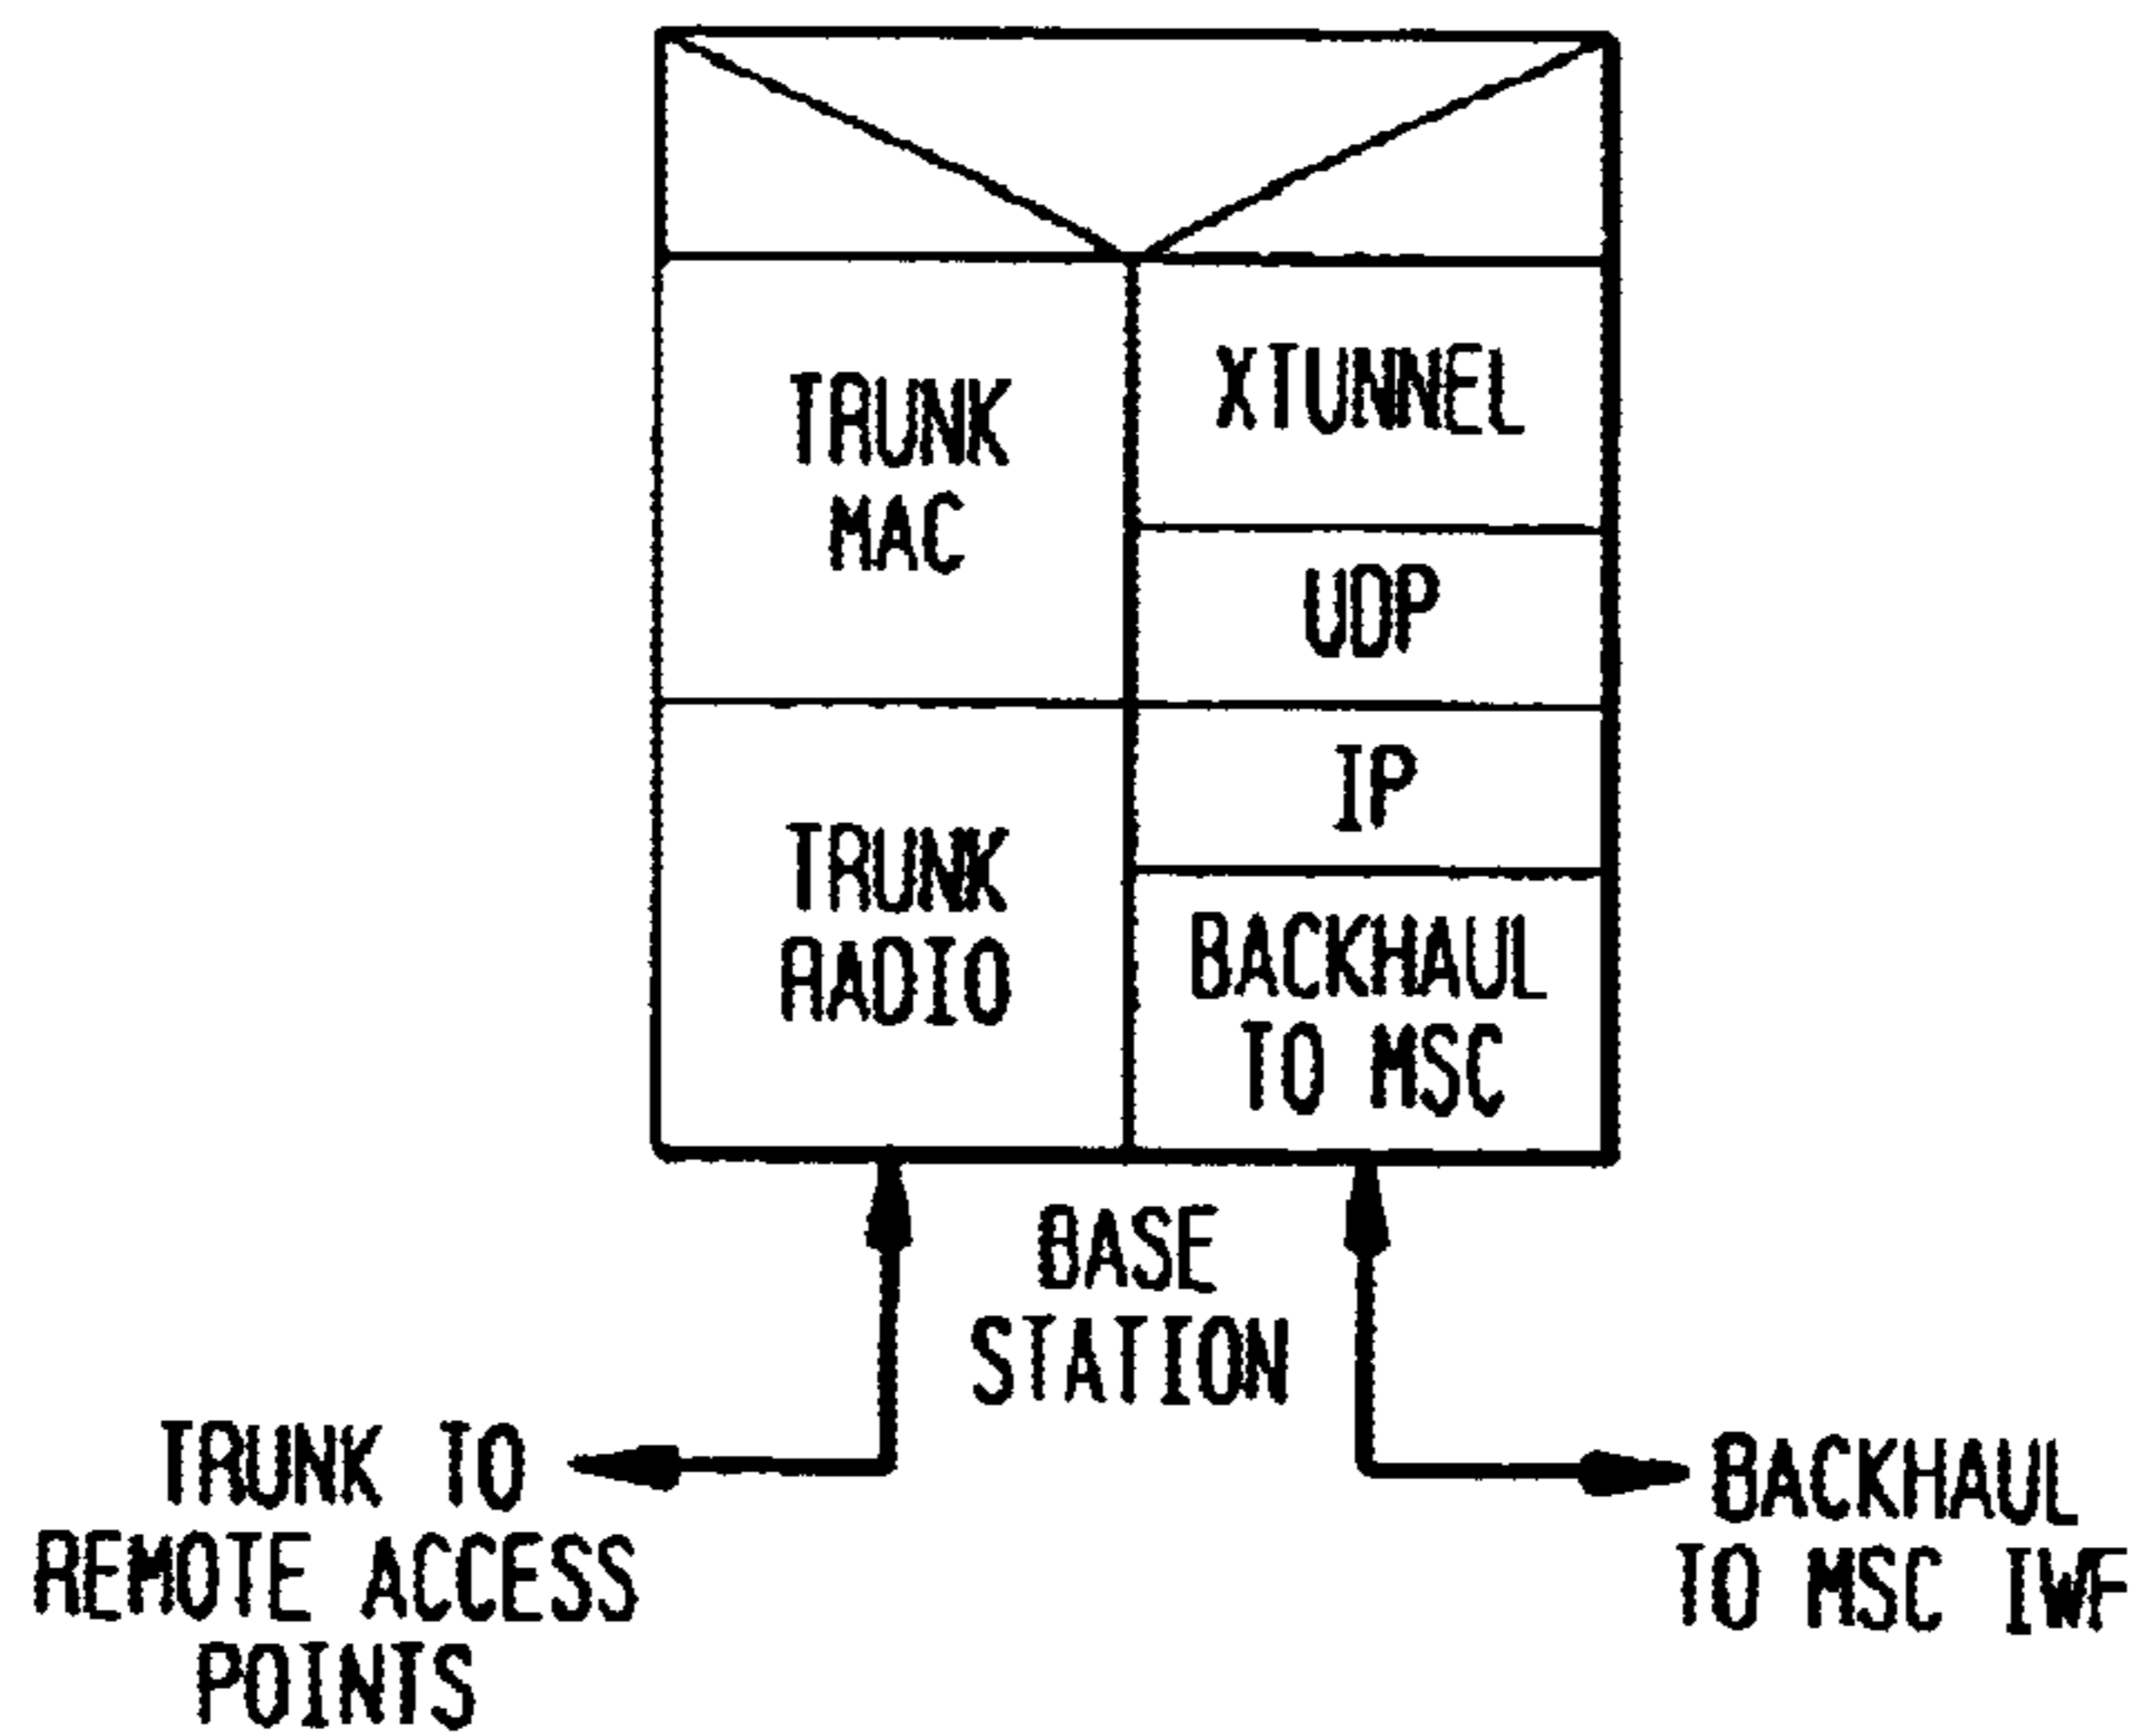 TRUNK
MAC
XTUNNEL
UDP
IP
TRUNK
RADIO
BACKHAUL
TO MSC
BASE
STATION
TRUNK TO
REMOTE ACCESS
POINTS
BACKHAUL
TO MSC IWF